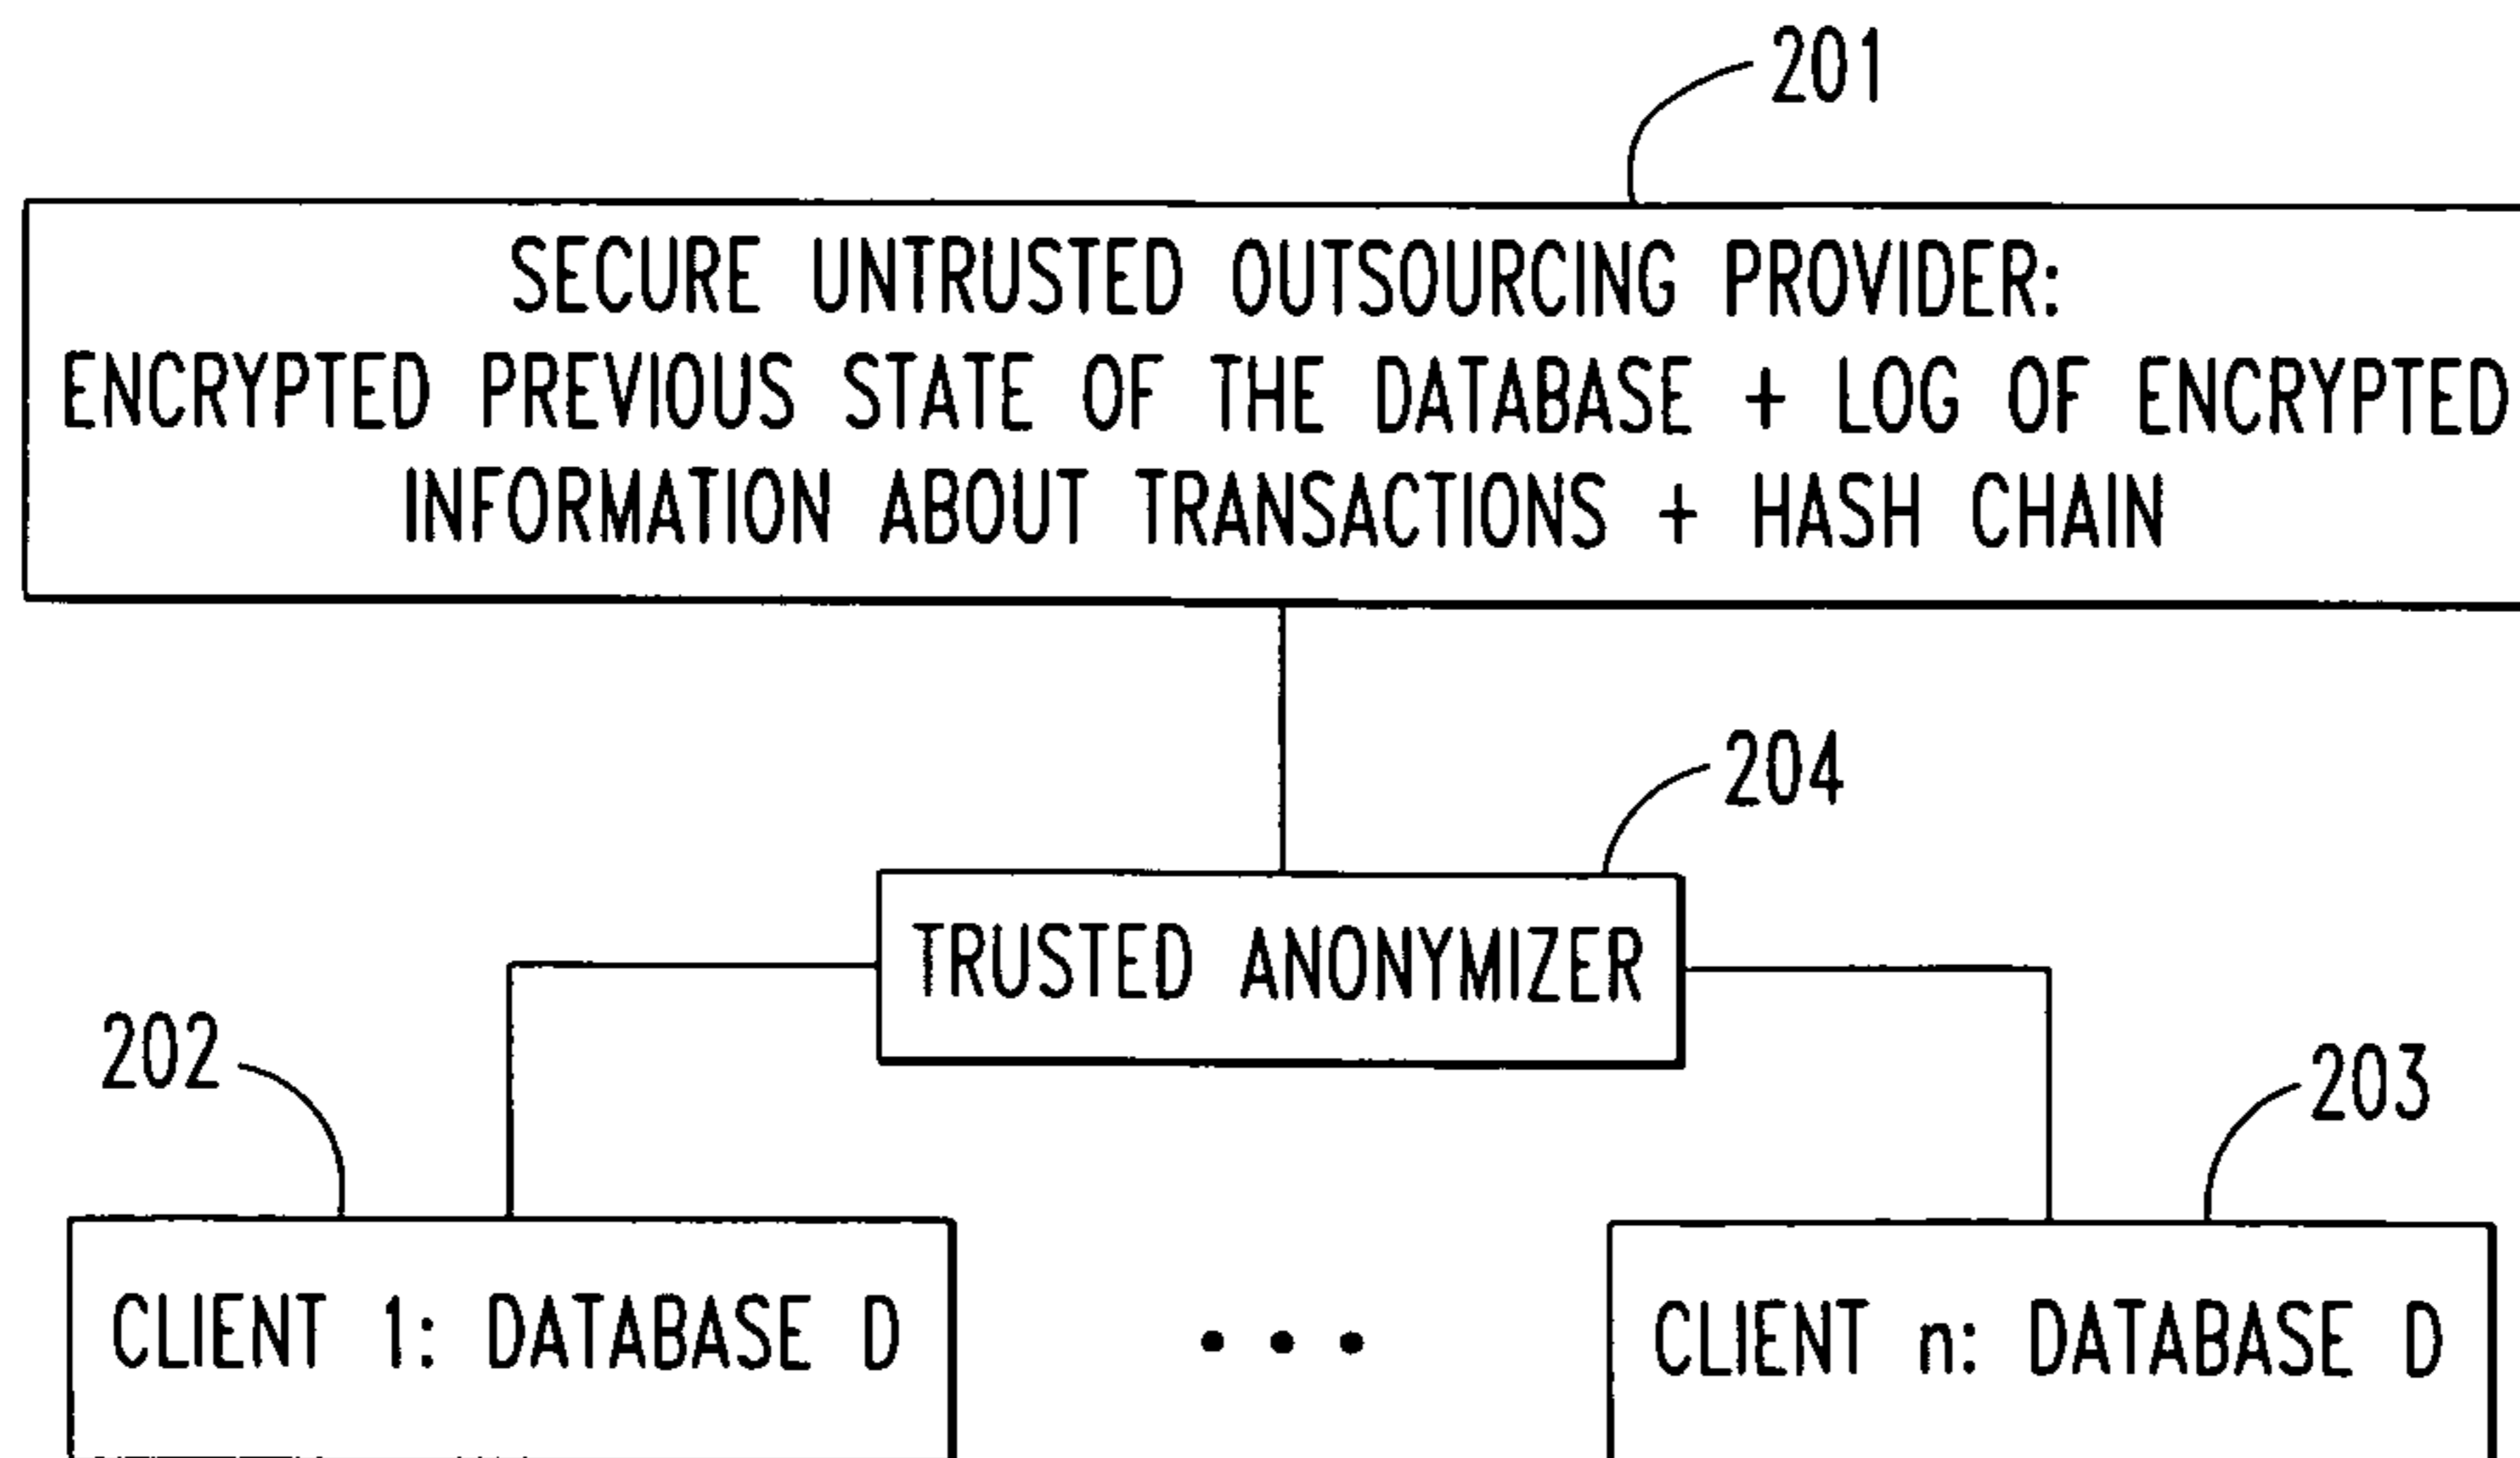 201
SECURE UNTRUSTED OUTSOURCING PROVIDER:
ENCRYPTED PREVIOUS STATE OF THE DATABASE + LOG OF ENCRYPTED
INFORMATION ABOUT TRANSACTIONS + HASH CHAIN
204
TRUSTED ANONYMIZER
202
203
CLIENT 1: DATABASE D
• • •
CLIENT n: DATABASE D